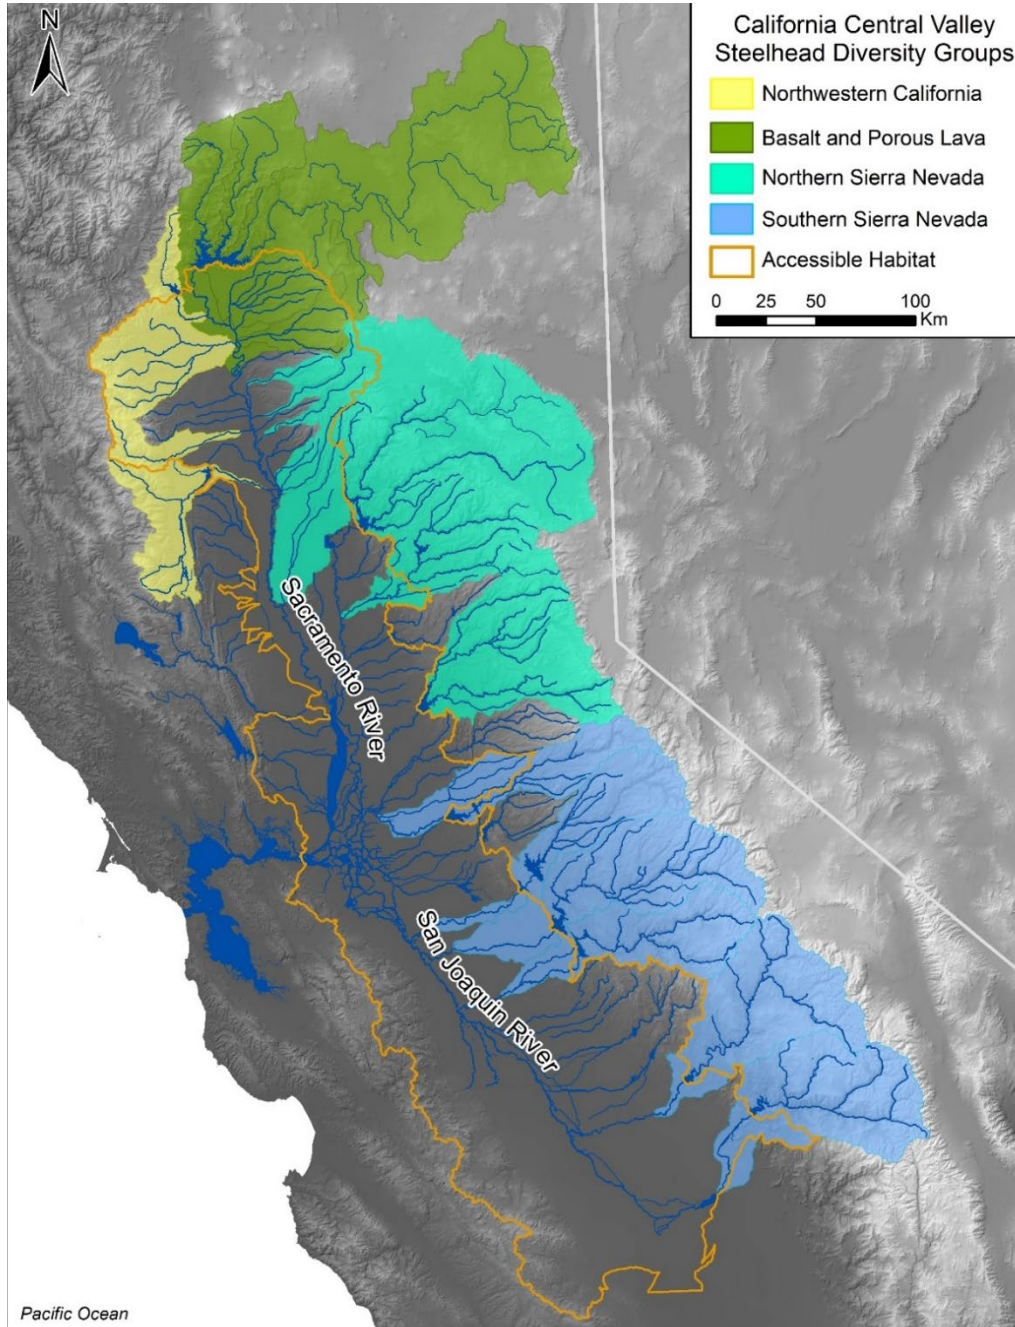 N
California Central Valley
Steelhead Diversity Groups
Northwestern California
Basalt and Porous Lava
Northern Sierra Nevada
Southern Sierra Nevada
Accessible Habitat
0 25 50 100
Km
Sacramento River
San Joaquin River
Pacific Ocean